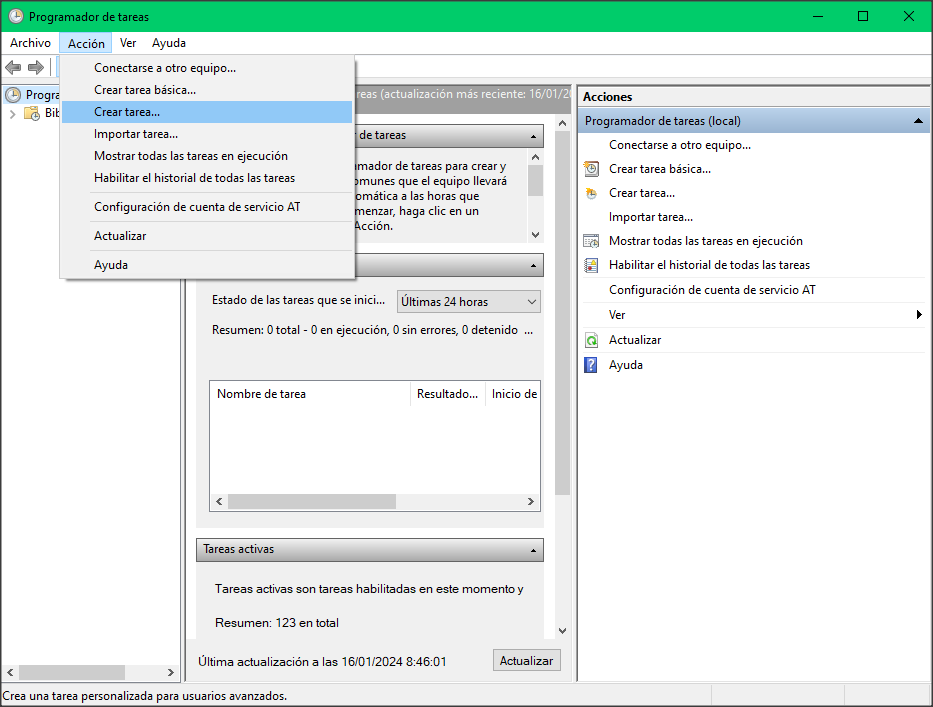 Programador de tareas
Archivo Acción Ver Ayuda
Conectarse a otro equipo...
Crear tarea básica...
Crear tarea...
Importar tarea...
Mostrar todas las tareas en ejecución
Habilitar el historial de todas las tareas
Configuración de cuenta de servicio AT
Actualizar
Ayuda
Progra
Bib
reas (actualización más reciente: 16/01/20
de tareas
amador de tareas para crear y
omunes que el equipo llevará
omática a las horas que
menzar, haga clic en un
Acción.
Estado de las tareas que se inici... Últimas 24 horas
Resumen: 0 total - 0 en ejecución, 0 sin errores, 0 detenido ...
Nombre de tarea Resultado... Inicio de
Tareas activas
Tareas activas son tareas habilitadas en este momento y
Resumen: 123 en total
Última actualización a las 16/01/2024 8:46:01 Actualizar
Acciones
Programador de tareas (local)
Conectarse a otro equipo...
Crear tarea básica...
Crear tarea...
Importar tarea...
Mostrar todas las tareas en ejecución
Habilitar el historial de todas las tareas
Configuración de cuenta de servicio AT
Ver
Actualizar
Ayuda
Crea una tarea personalizada para usuarios avanzados.